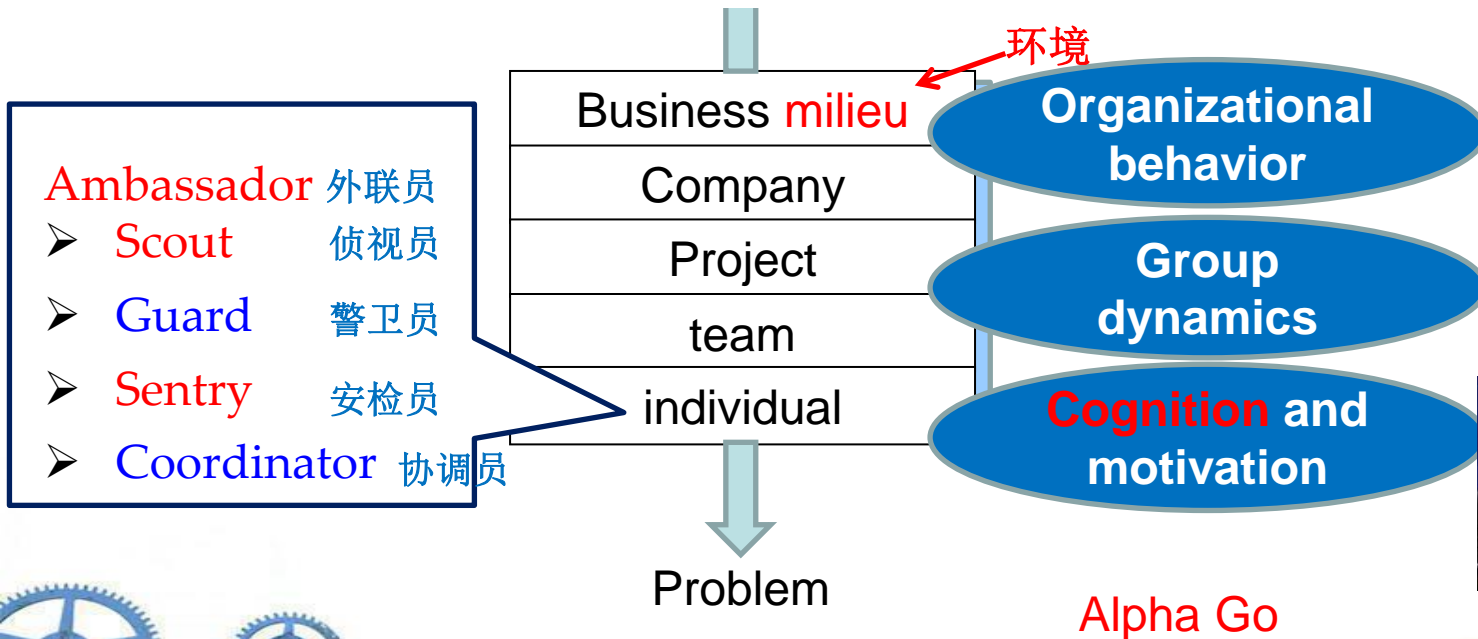 环境
Business milieu
Company
Project
team
individual
Problem
Ambassador 外联员
➢ Scout 侦视员
➢ Guard 警卫员
➢ Sentry 安检员
➢ Coordinator 协调员
Organizational
behavior
Group
dynamics
Cognition and
motivation
Alpha Go